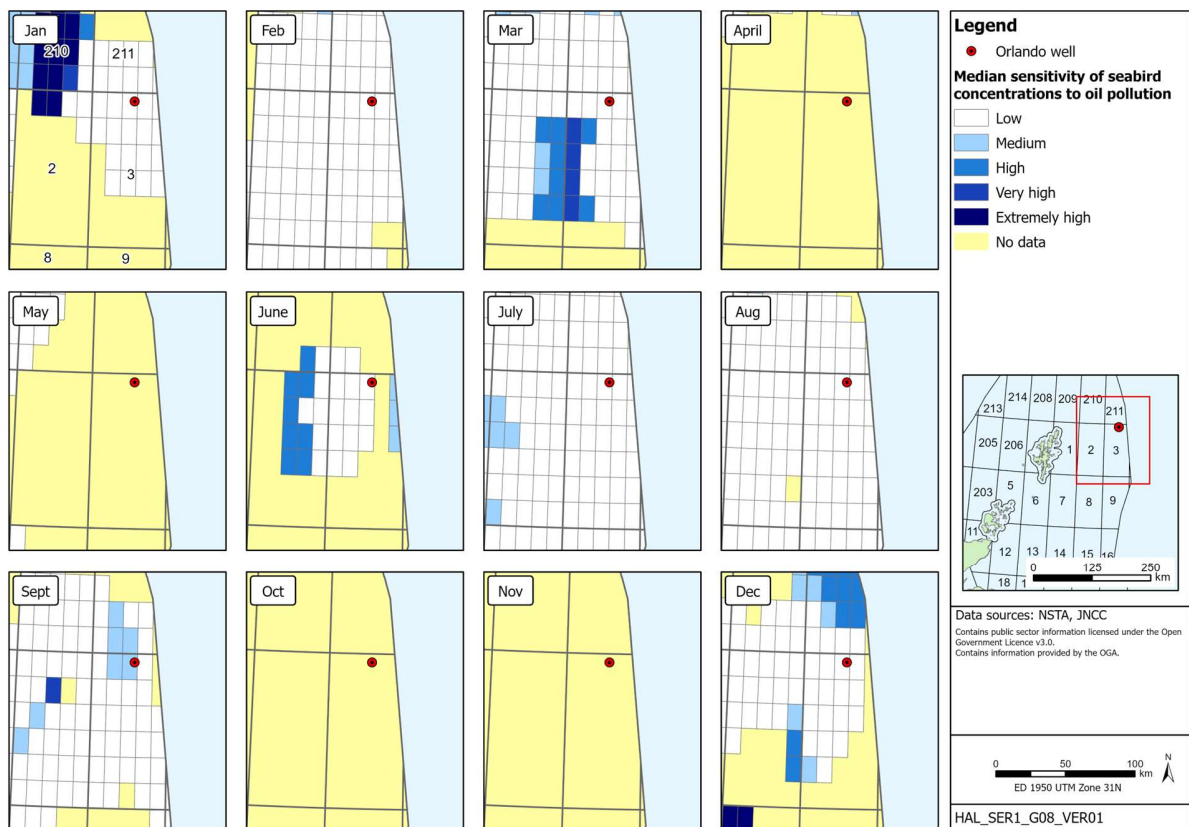 Jan
210
211
2
3
8
9
Feb
Mar
April
May
June
July
Aug
Sept
Oct
Nov
Dec
Legend
Orlando well
Median sensitivity of seabird
concentrations to oil pollution
Low
Medium
High
Very high
Extremely high
No data
213
214
208
209
210
211
205
206
1
2
3
203
5
6
7
8
9
11
12
13
14
15
16
18
1
0 125 250
km
Data sources: NSTA, JNCC
Contains public sector information licensed under the Open
Government Licence v3.0.
Contains information provided by the OGA.
0 50 100
km
N
ED 1950 UTM Zone 31N
HAL_SER1_G08_VER01